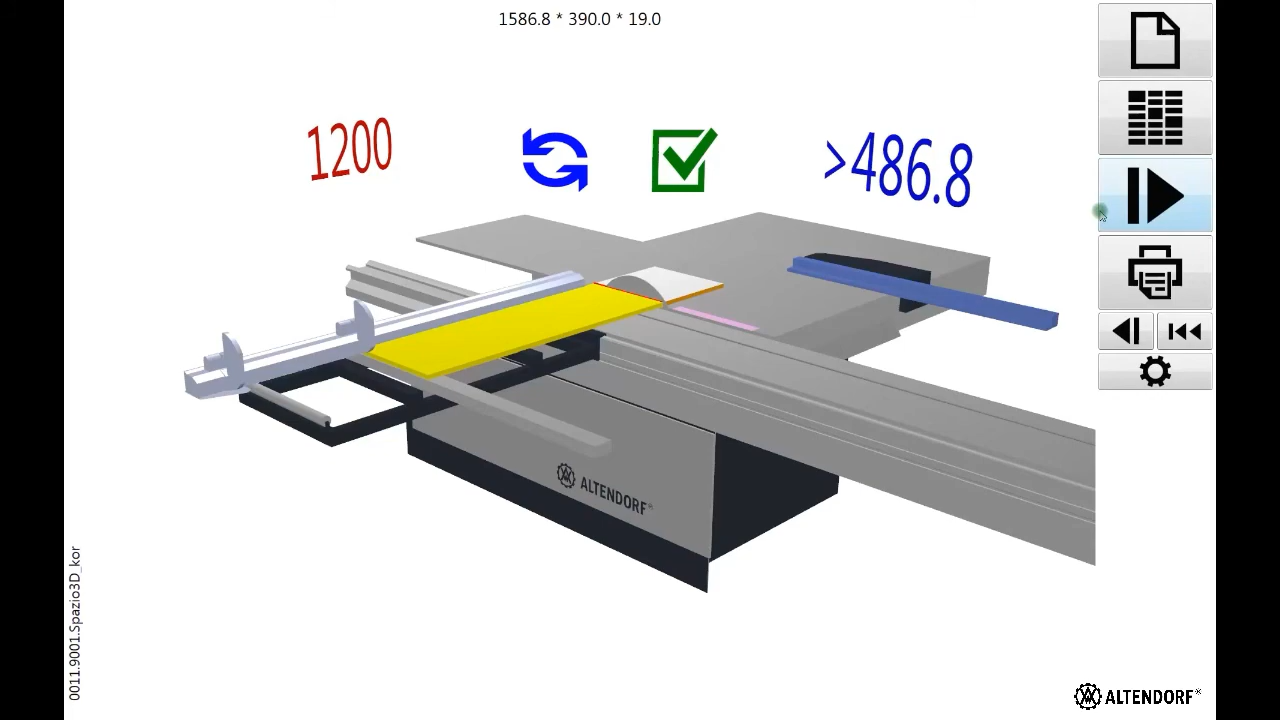 1586.8 * 390.0 * 19.0
1200
>486.8
ALTENDORF®
0011.9001.Spazio3D_kor
ALTENDORF®